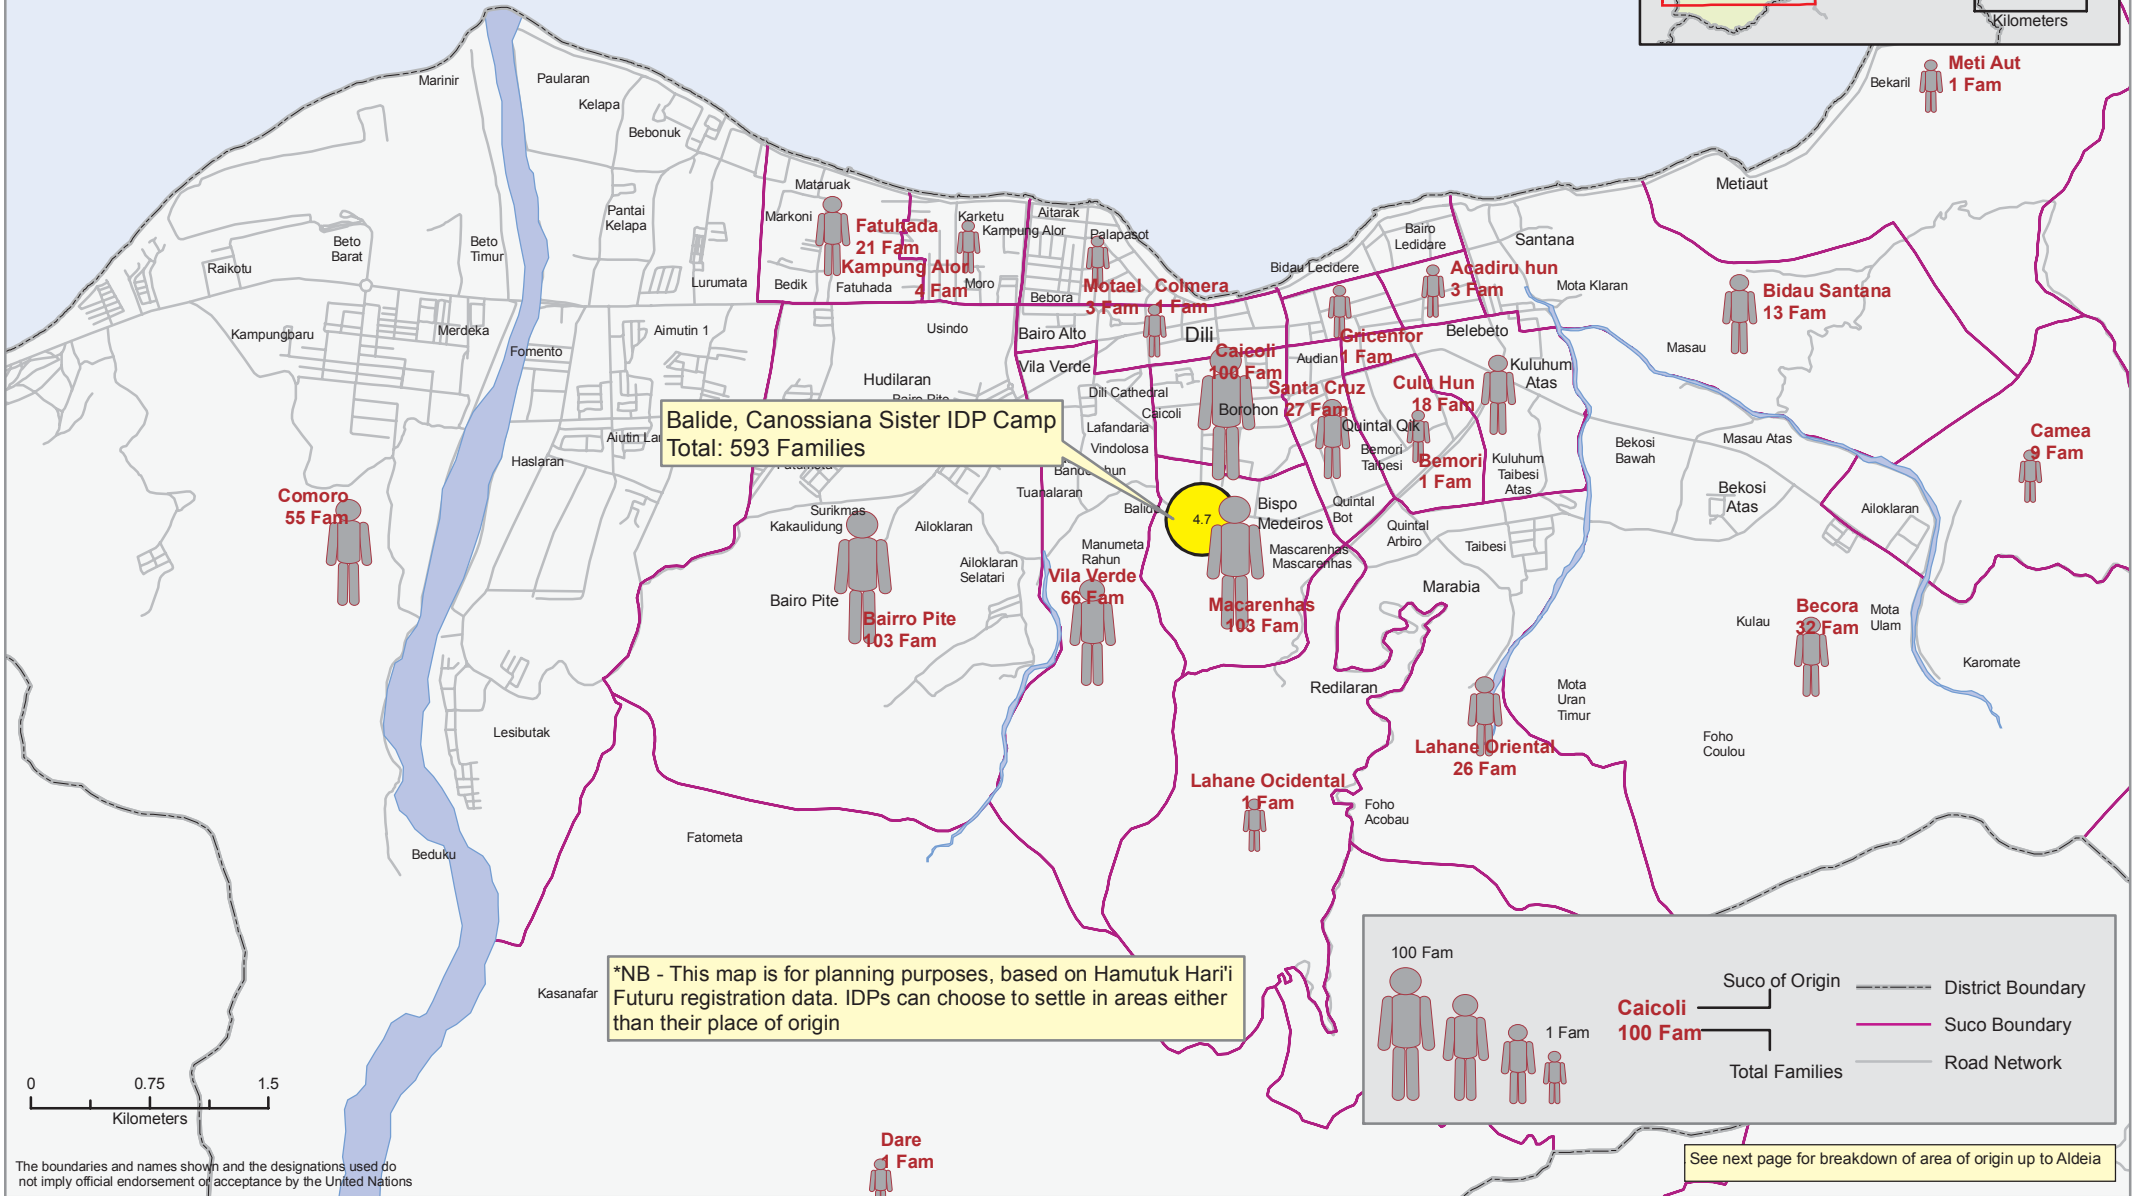 Kilometers
Meti Aut
1 Fam
Bekaril
Marinir
Paularan
Kelapa
Bebonuk
Metiaut
Mataruak
Markoni
Fatuhada
21 Fam
Karketu
Kampung Alor
Aitarak
Palapasot
Pantai
Kelapa
Beto
Barat
Beto
Timur
Raikotu
Lurumata
Bedik
Fatuhada
Kampung Alor
4 Fam
Moro
Bebora
Motael
3 Fam
Colmera
1 Fam
Bidau Lecidere
Bairo
Ledidare
Santana
Acadiru hun
3 Fam
Mota Klaran
Bidau Santana
13 Fam
Kampungbaru
Merdeka
Fomento
Aimutin 1
Usindo
Bairo Alto
Dili
Gricenfor
1 Fam
Belebeto
Masau
Hudilaran
Bairo Pite
Vila Verde
Caicoli
100 Fam
Audian
Kuluhum
Atas
Dili Cathedral
Caicoli
Borohon
Santa Cruz
27 Fam
Culu Hun
18 Fam
Balide, Canossiana Sister IDP Camp
Total: 593 Families
Lafandaria
Vindolosa
Quintal Qik
Bemori
Taibesi
Bemori
1 Fam
Kuluhum
Taibesi
Atas
Bekosi
Bawah
Masau Atas
Camea
9 Fam
Haslaran
Tuanalaran
Comoro
55 Fam
Surikmas
Kakaulidung
Ailoklaran
4.7
Bispo
Medeiros
Quintal
Bot
Quintal
Arbiro
Taibesi
Bekosi
Atas
Ailoklaran
Manumeta
Rahun
Mascarenhas
Mascarenhas
Ailoklaran
Selatari
Vila Verde
66 Fam
Marabia
Bairo Pite
Bairro Pite
103 Fam
Macarenhas
103 Fam
Becora
32 Fam
Kulau
Mota
Ulam
Karomate
Redilaran
Mota
Uran
Timur
Lesibutak
Foho
Coulou
Lahane Oriental
26 Fam
Lahane Ocidental
1 Fam
Foho
Acobau
Fatometa
Beduku
Kasanafar
*NB - This map is for planning purposes, based on Hamutuk Hari'i
Futuru registration data. IDPs can choose to settle in areas either
than their place of origin
100 Fam
1 Fam
Caicoli
100 Fam
Suco of Origin
Total Families
District Boundary
Suco Boundary
Road Network
0 0.75 1.5
Kilometers
Dare
1 Fam
The boundaries and names shown and the designations used do
not imply official endorsement or acceptance by the United Nations
See next page for breakdown of area of origin up to Aldeia